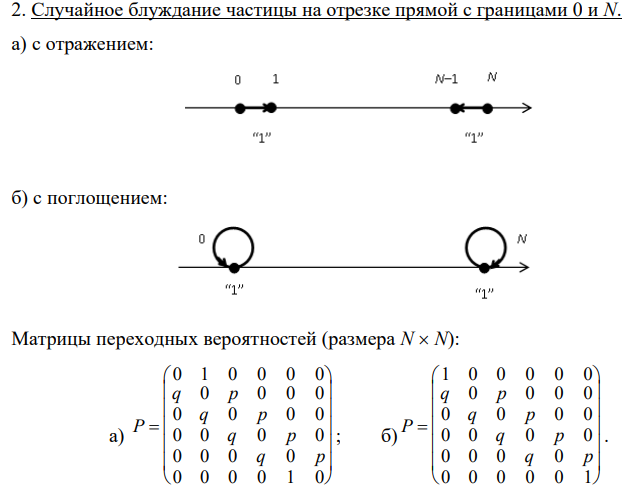 2. Случайное блуждание частицы на отрезке прямой с границами 0 и N.
а) с отражением:
0 1 N–1 N
“1” “1”
б) с поглощением:
0 N
“1” “1”
Матрицы переходных вероятностей (размера N × N):
а) P = (0 1 0 0 0 0
q 0 p 0 0 0
0 q 0 p 0 0
0 0 q 0 p 0
0 0 0 q 0 p
0 0 0 0 1 0) ;
б) P = (1 0 0 0 0 0
q 0 p 0 0 0
0 q 0 p 0 0
0 0 q 0 p 0
0 0 0 q 0 p
0 0 0 0 0 1) .